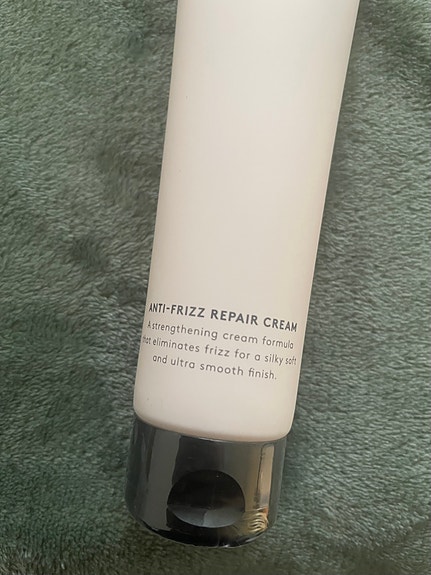 ANTI-FRIZZ REPAIR CREAM
A strengthening cream formula
that eliminates frizz for a silky soft
and ultra smooth finish.